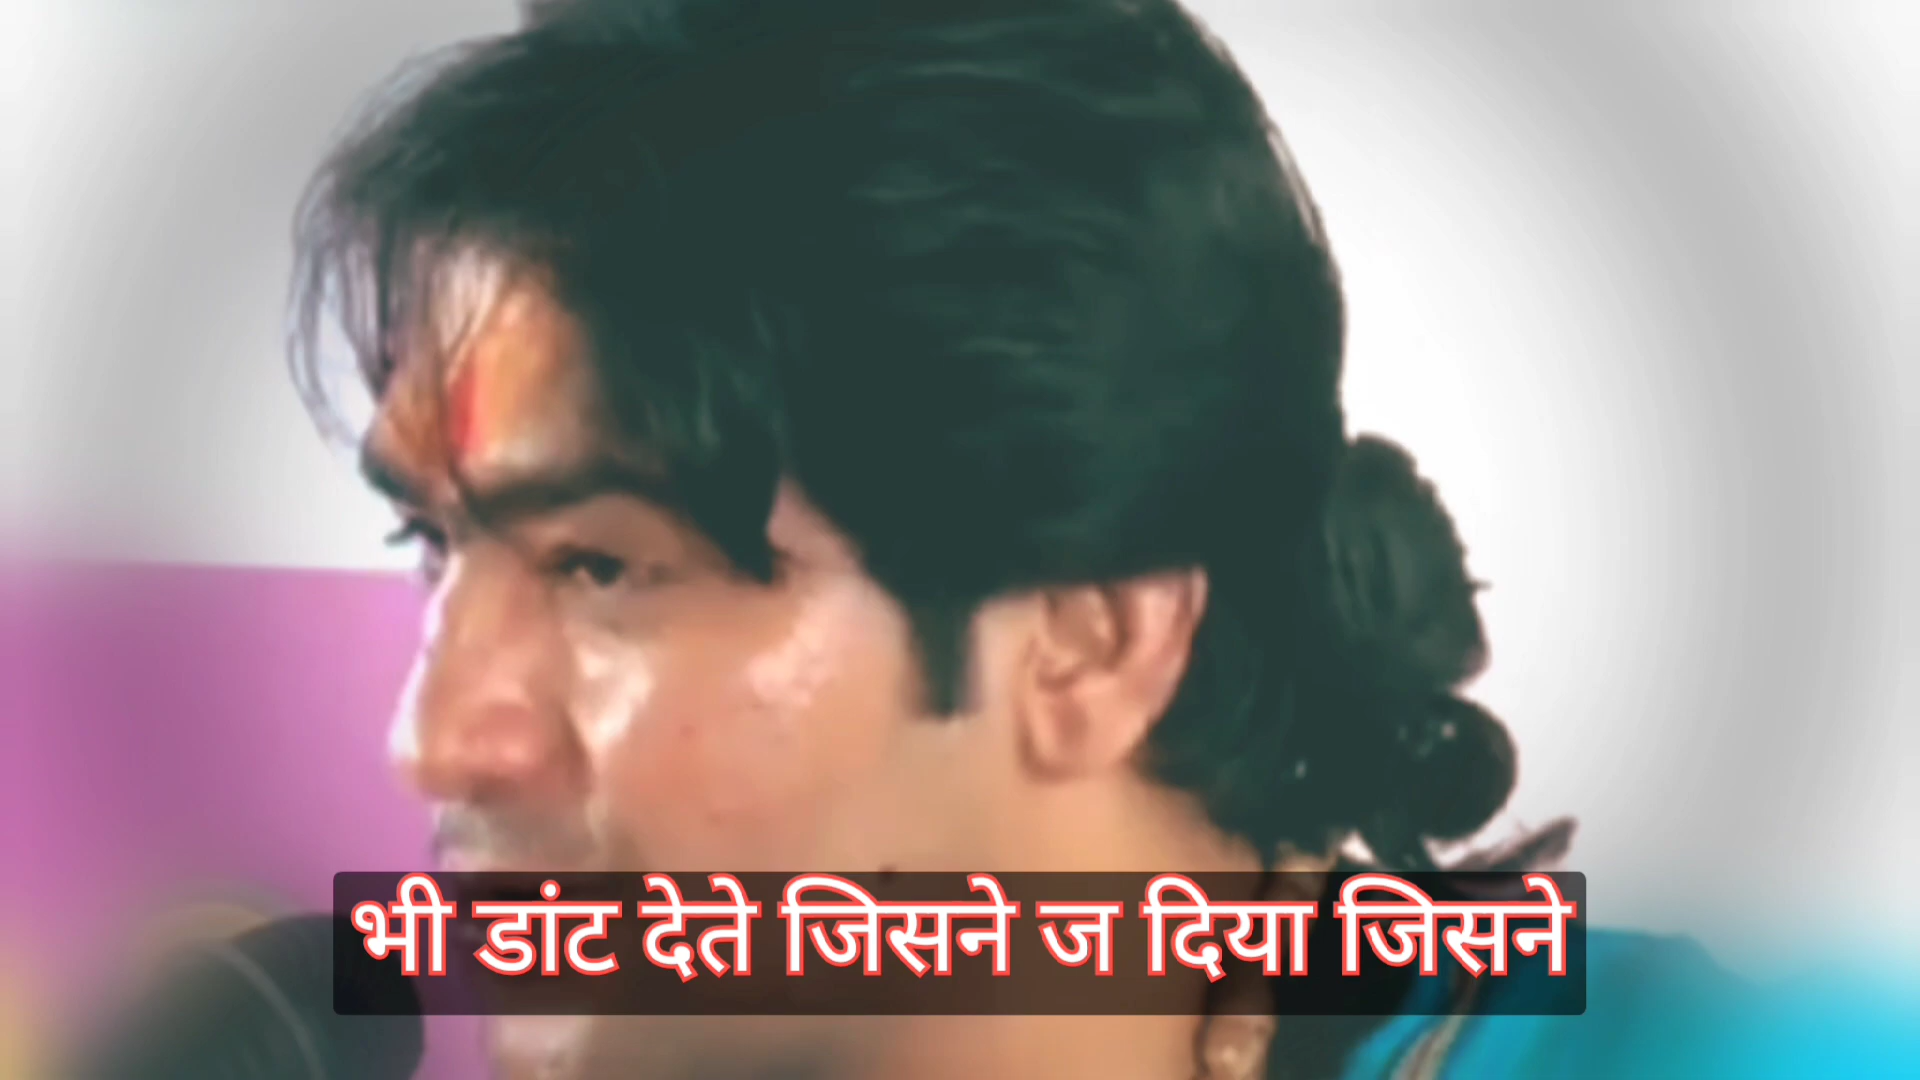 भी डांट देते जिसने ज दिया जिसने